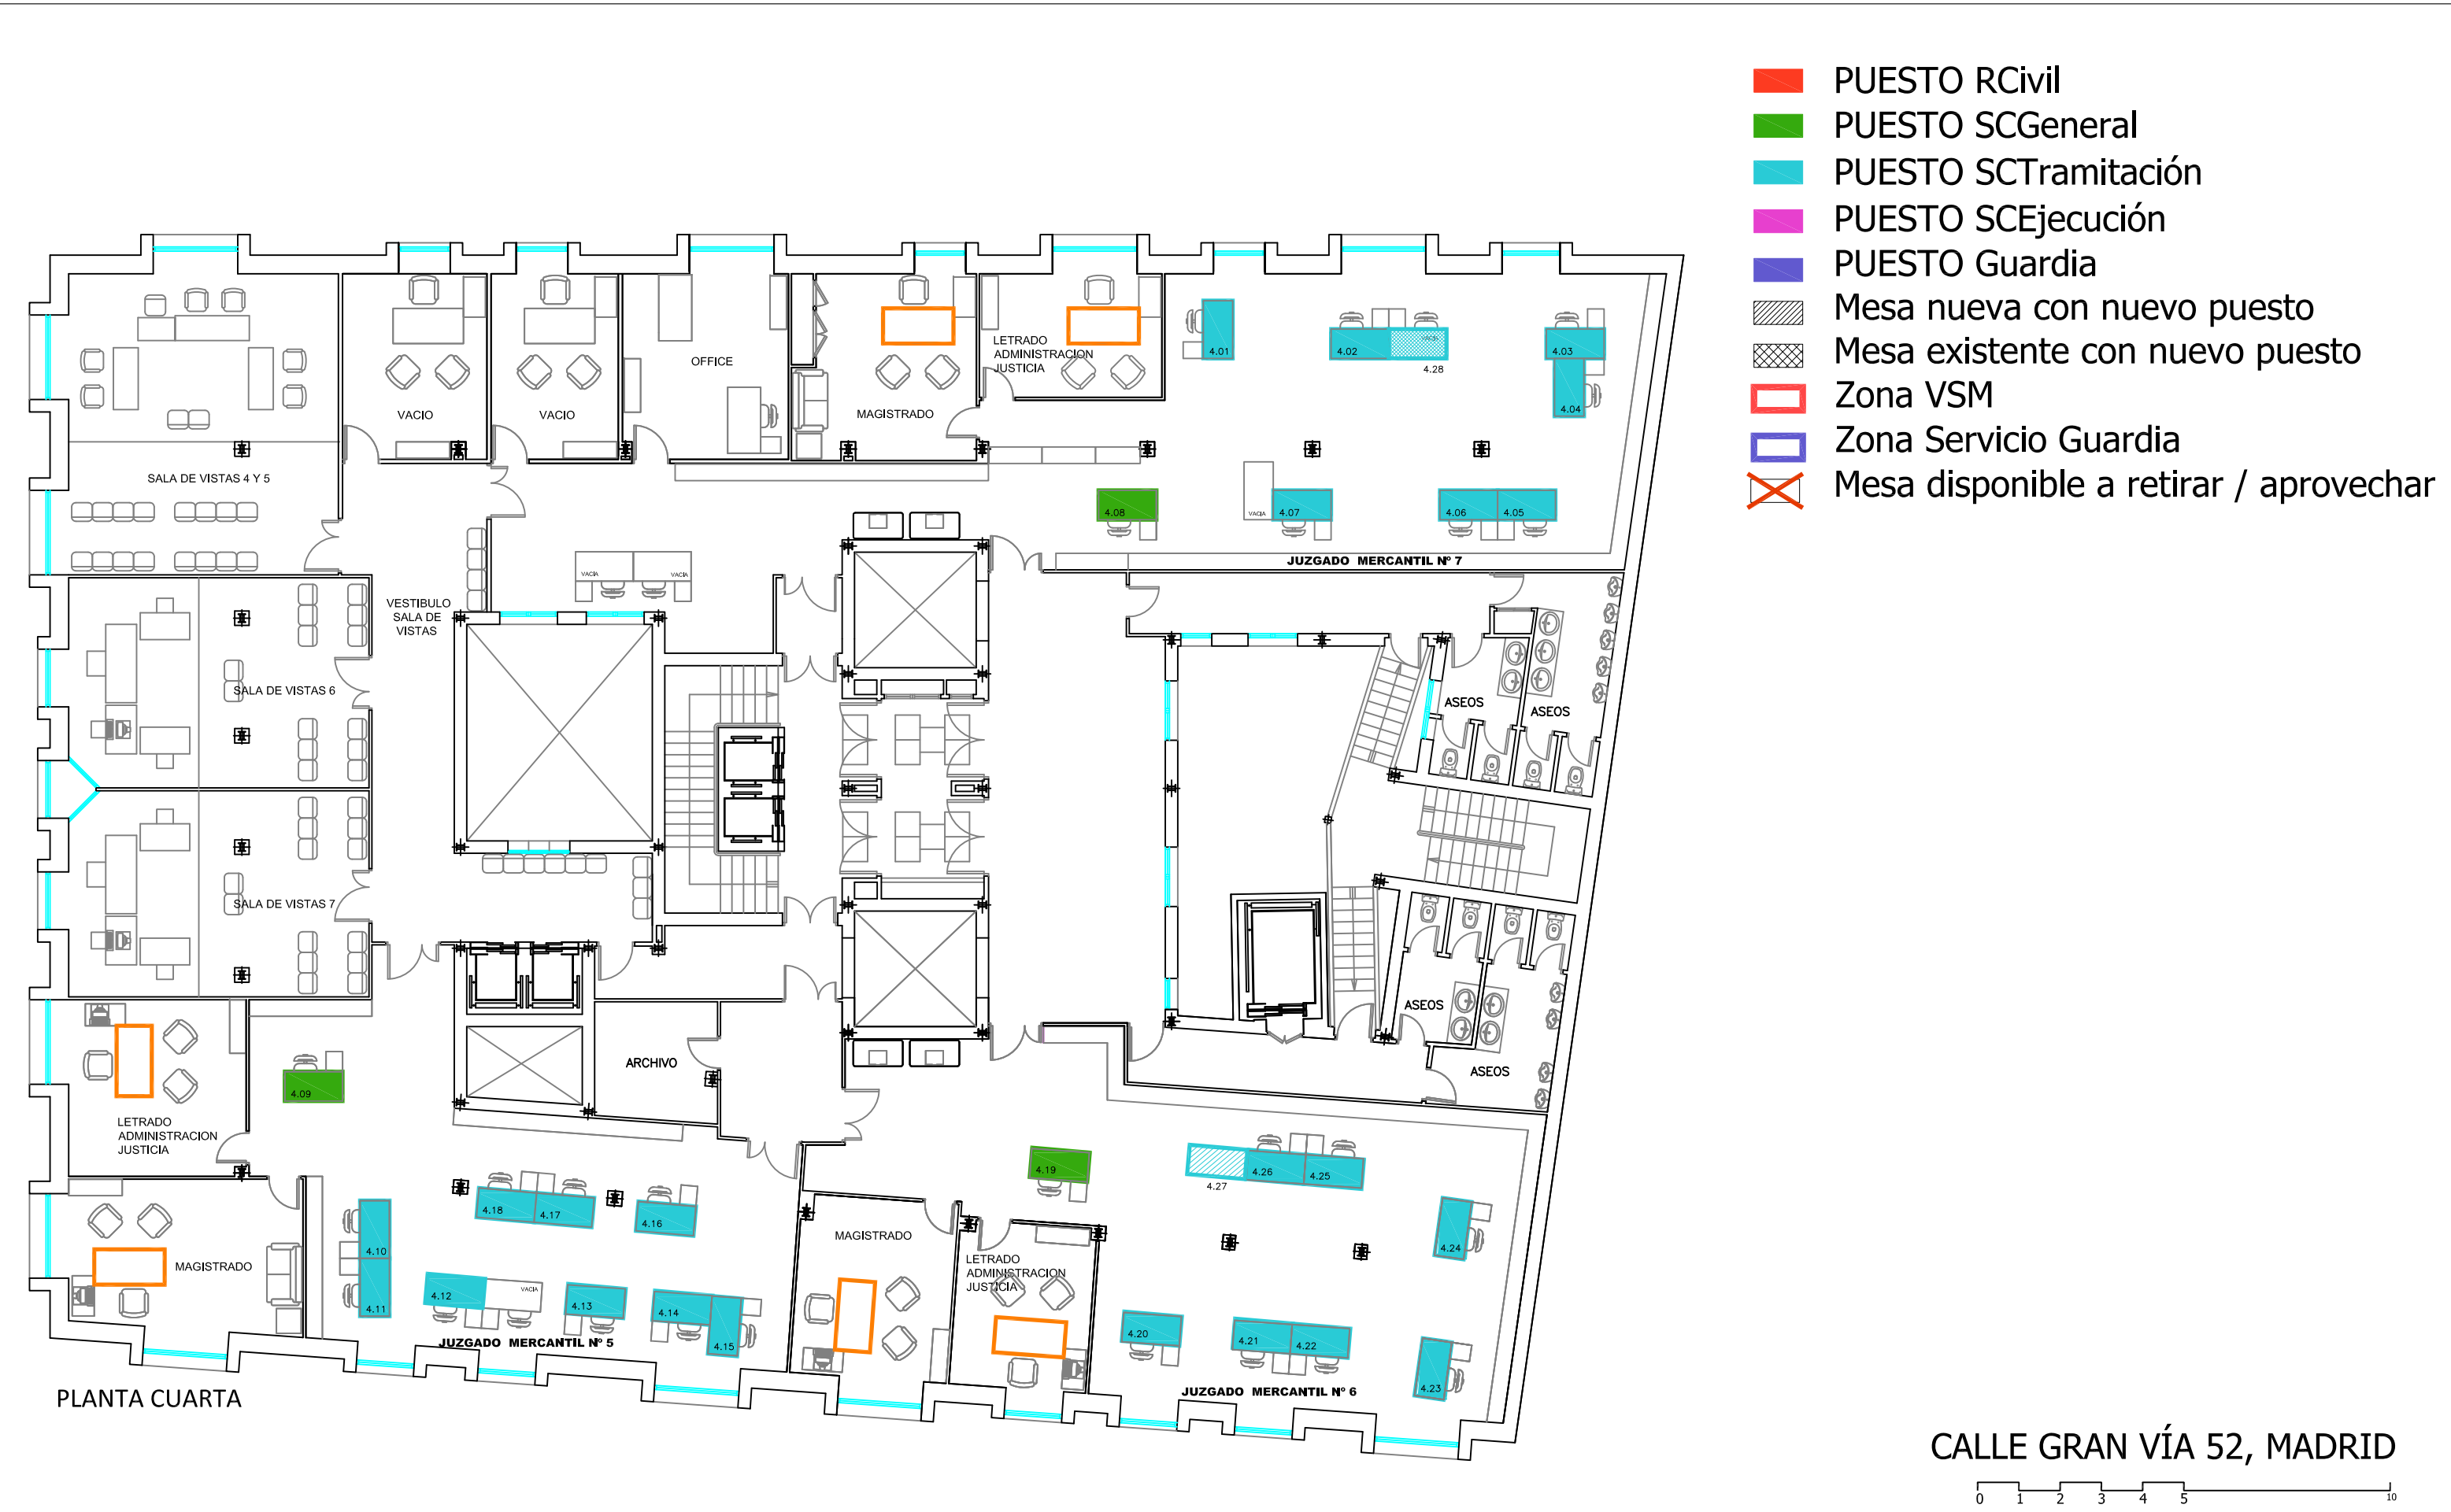 PUESTO RCivil
PUESTO SCGeneral
PUESTO SCTramitación
PUESTO SCEjecución
PUESTO Guardia
Mesa nueva con nuevo puesto
Mesa existente con nuevo puesto
Zona VSM
Zona Servicio Guardia
Mesa disponible a retirar / aprovechar
VACIO
VACIO
OFFICE
MAGISTRADO
LETRADO
ADMINISTRACION
JUSTICIA
4.01
4.02
VACIA
4.28
4.03
4.04
SALA DE VISTAS 4 Y 5
4.08
VACIA
4.07
4.06
4.05
JUZGADO MERCANTIL Nº 7
VACIA
VACIA
VESTIBULO
SALA DE
VISTAS
SALA DE VISTAS 6
ASEOS
ASEOS
SALA DE VISTAS 7
ASEOS
ASEOS
ARCHIVO
4.09
LETRADO
ADMINISTRACION
JUSTICIA
MAGISTRADO
4.10
4.11
4.18
4.17
4.16
4.12
VACIA
4.13
4.14
4.15
JUZGADO MERCANTIL Nº 5
4.19
MAGISTRADO
LETRADO
ADMINISTRACION
JUSTICIA
4.27
4.26
4.25
4.24
4.20
4.21
4.22
4.23
JUZGADO MERCANTIL Nº 6
PLANTA CUARTA
CALLE GRAN VÍA 52, MADRID
0 1 2 3 4 5 10